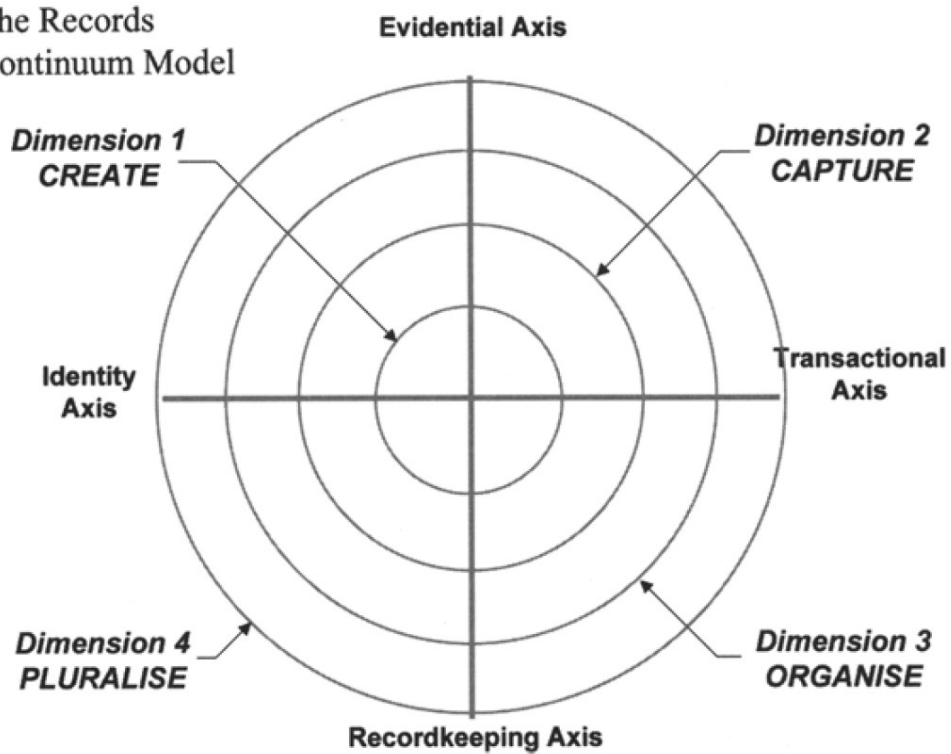 he Records
ontinuum Model
Evidential Axis
Dimension 1
CREATE
Dimension 2
CAPTURE
Identity
Axis
Transactional
Axis
Dimension 4
PLURALISE
Dimension 3
ORGANISE
Recordkeeping Axis